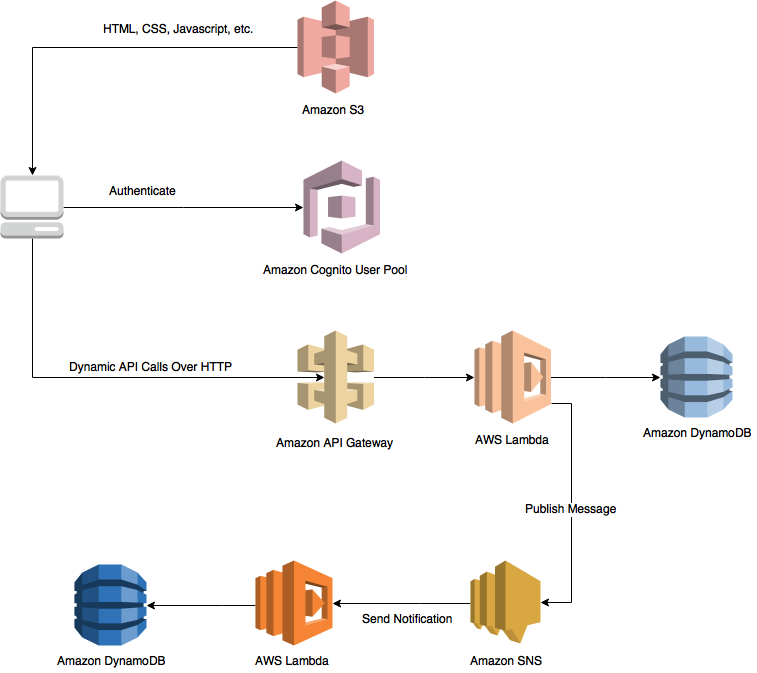 HTML, CSS, Javascript, etc.
Amazon S3
Authenticate
Amazon Cognito User Pool
Dynamic API Calls Over HTTP
Amazon API Gateway
AWS Lambda
Amazon DynamoDB
Publish Message
Send Notification
Amazon DynamoDB
AWS Lambda
Amazon SNS